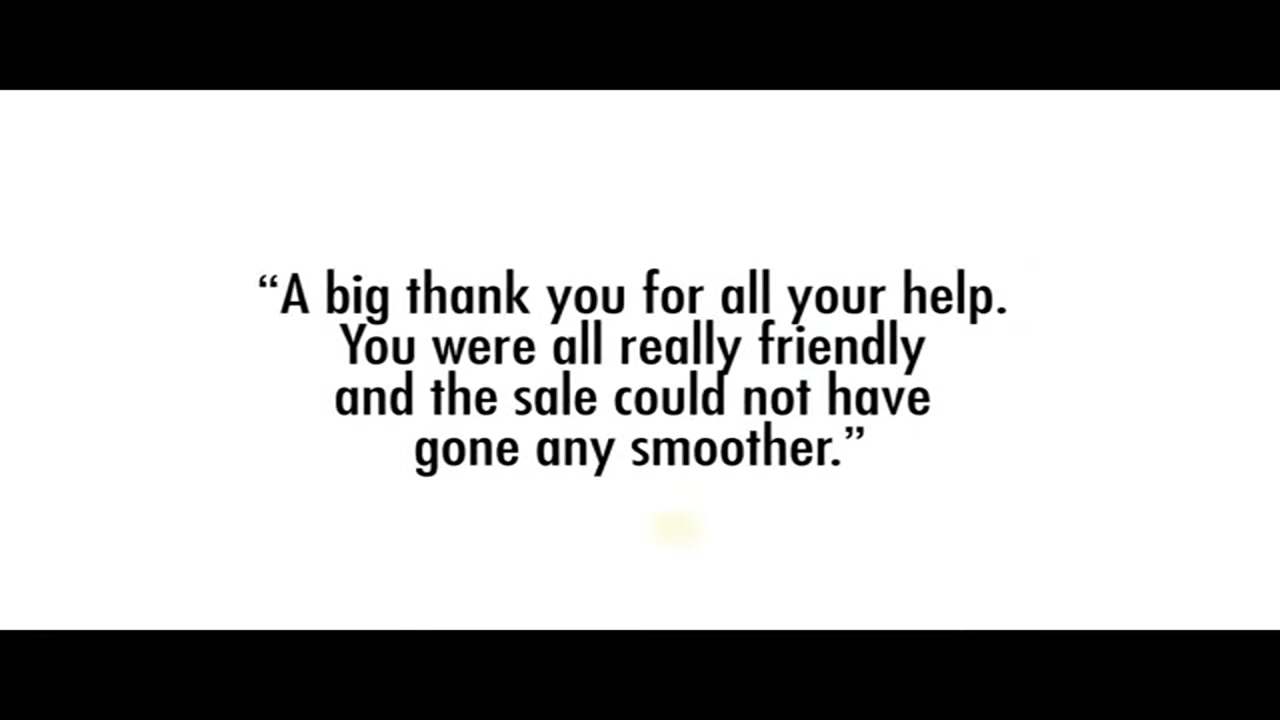 “A big thank you for all your help.
You were all really friendly
and the sale could not have
gone any smoother.”